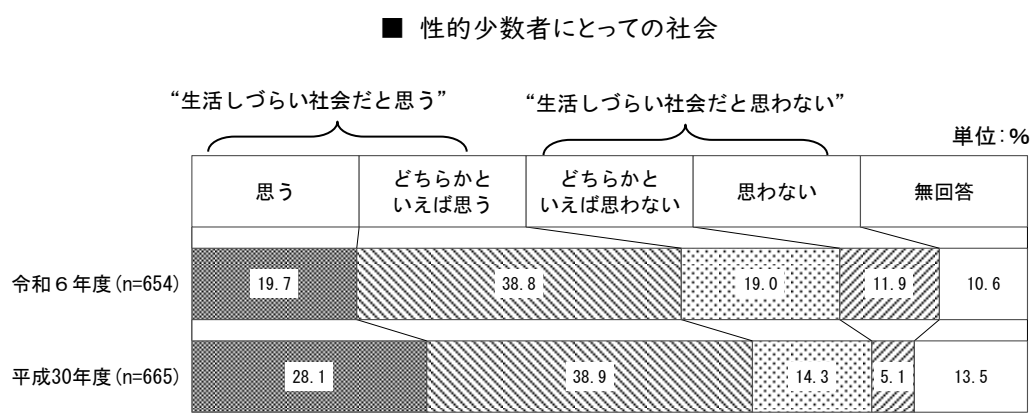 ■ 性的少数者にとっての社会
“生活しづらい社会だと思う” “生活しづらい社会だと思わない”
単位：％
思う どちらかと
いえば思う どちらかと
いえば思わない 思わない 無回答
令和６年度(n=654) 19.7 38.8 19.0 11.9 10.6
平成30年度(n=665) 28.1 38.9 14.3 5.1 13.5